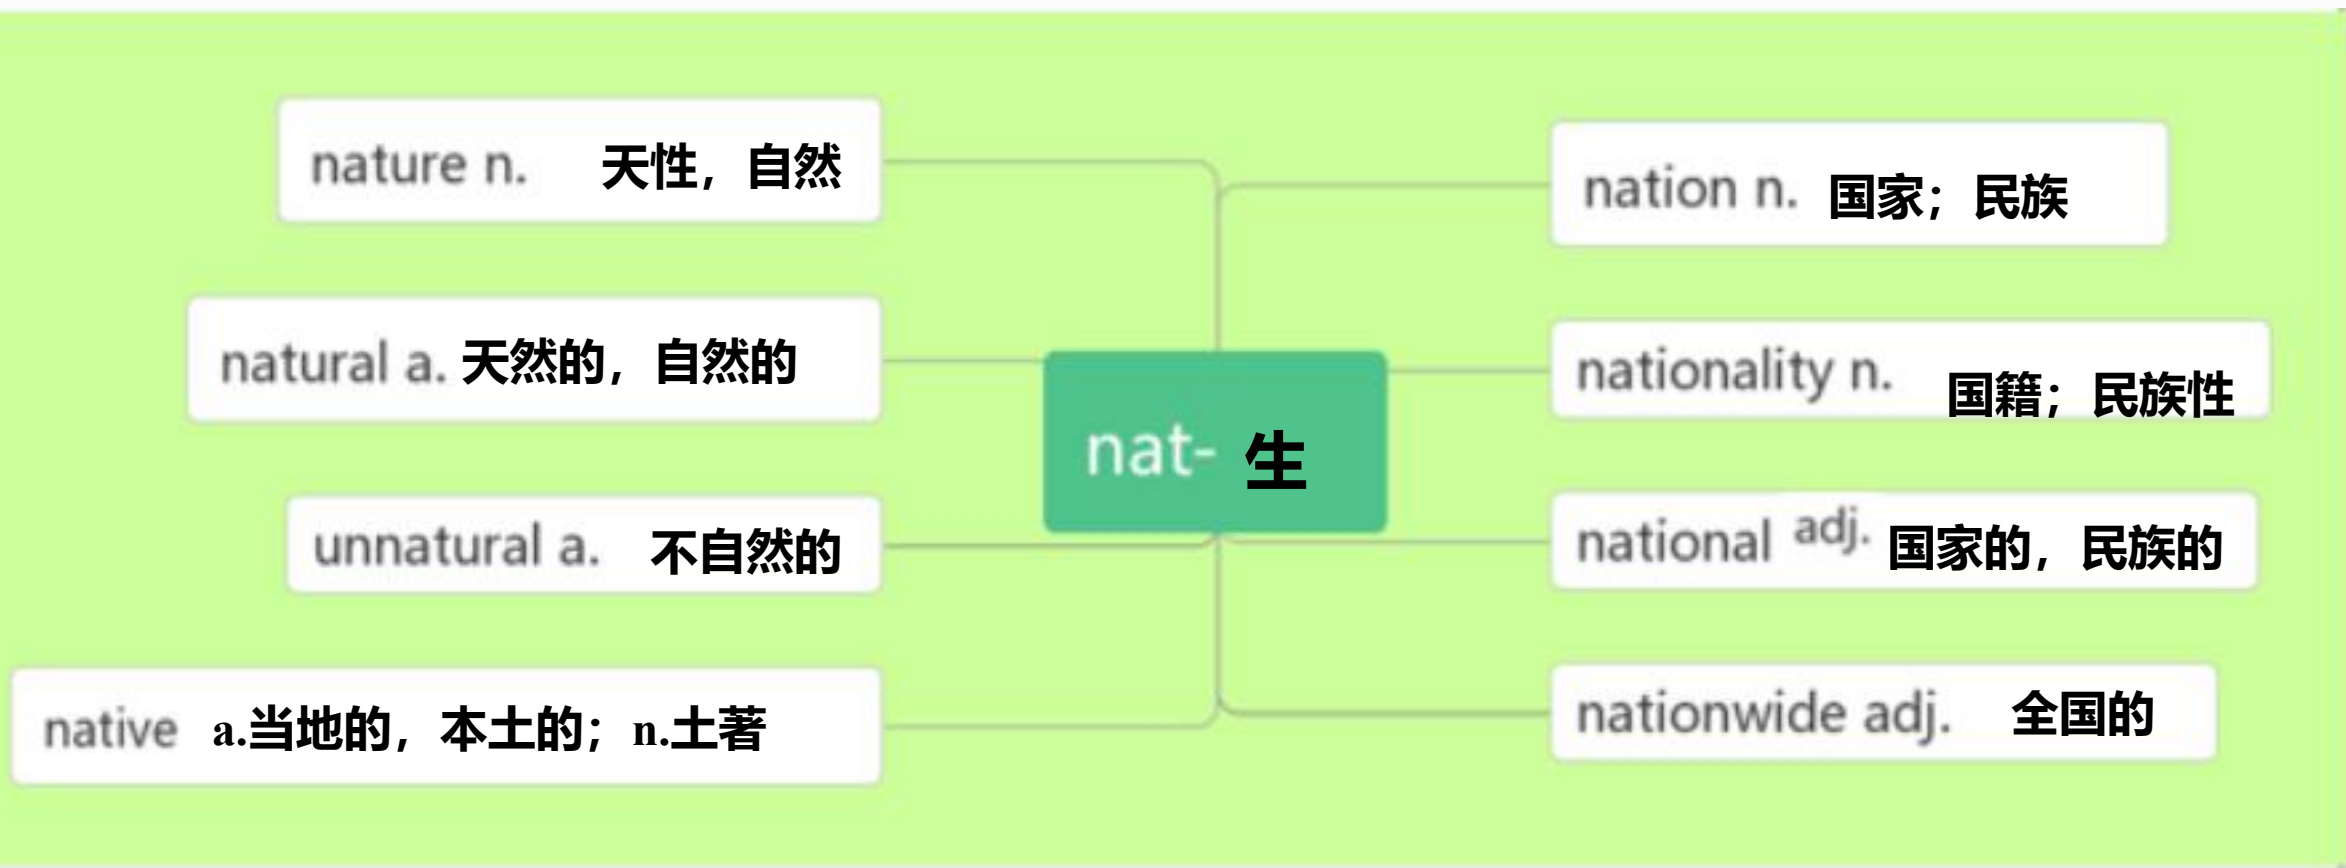 nature n. 天性，自然
natural a. 天然的，自然的
unnatural a. 不自然的
native a.当地的，本土的；n.土著
nat- 生
nation n. 国家；民族
nationality n. 国籍；民族性
national adj. 国家的，民族的
nationwide adj. 全国的